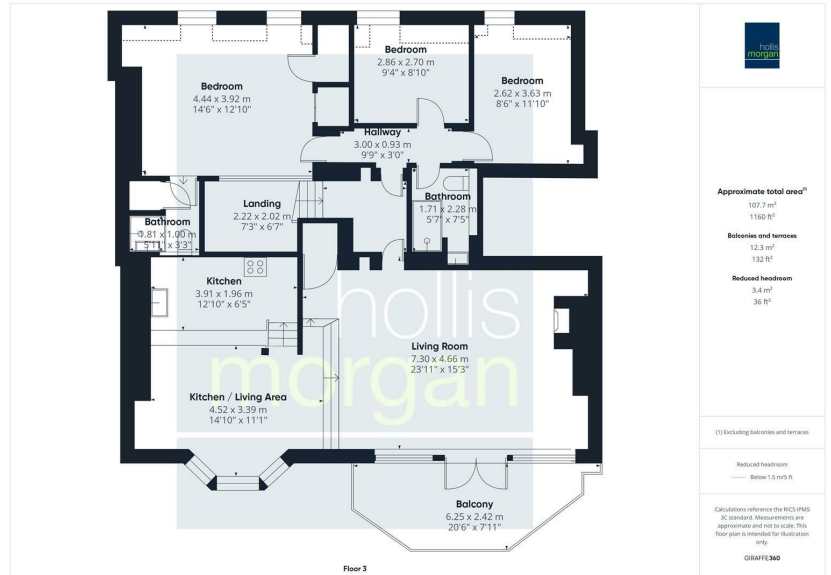 Bedroom
4.44 x 3.92 m
14'6" x 12'10"
Bedroom
2.86 x 2.70 m
9'4" x 8'10"
Bedroom
2.62 x 3.63 m
8'6" x 11'10"
Hallway
3.00 x 0.93 m
9'9" x 3'0"
Landing
2.22 x 2.02 m
7'3" x 6'7"
Bathroom
1.71 x 2.28 m
5'7" x 7'5"
Bathroom
1.81 x 1.00 m
5'11" x 3'3"
Kitchen
3.91 x 1.96 m
12'10" x 6'5"
hollis
morgan
Living Room
7.30 x 4.66 m
23'11" x 15'3"
Kitchen / Living Area
4.52 x 3.39 m
14'10" x 11'1"
Balcony
6.25 x 2.42 m
20'6" x 7'11"
Floor 3
hollis
morgan
Approximate total area(1)
107.7 m²
1160 ft²
Balconies and terraces
12.3 m²
132 ft²
Reduced headroom
3.4 m²
36 ft²
(1) Excluding balconies and terraces
Reduced headroom
Below 1.5 m/5 ft
Calculations reference the RICS IPMS
3C standard. Measurements are
approximate and not to scale. This
floor plan is intended for illustration
only.
GIRAFFE360